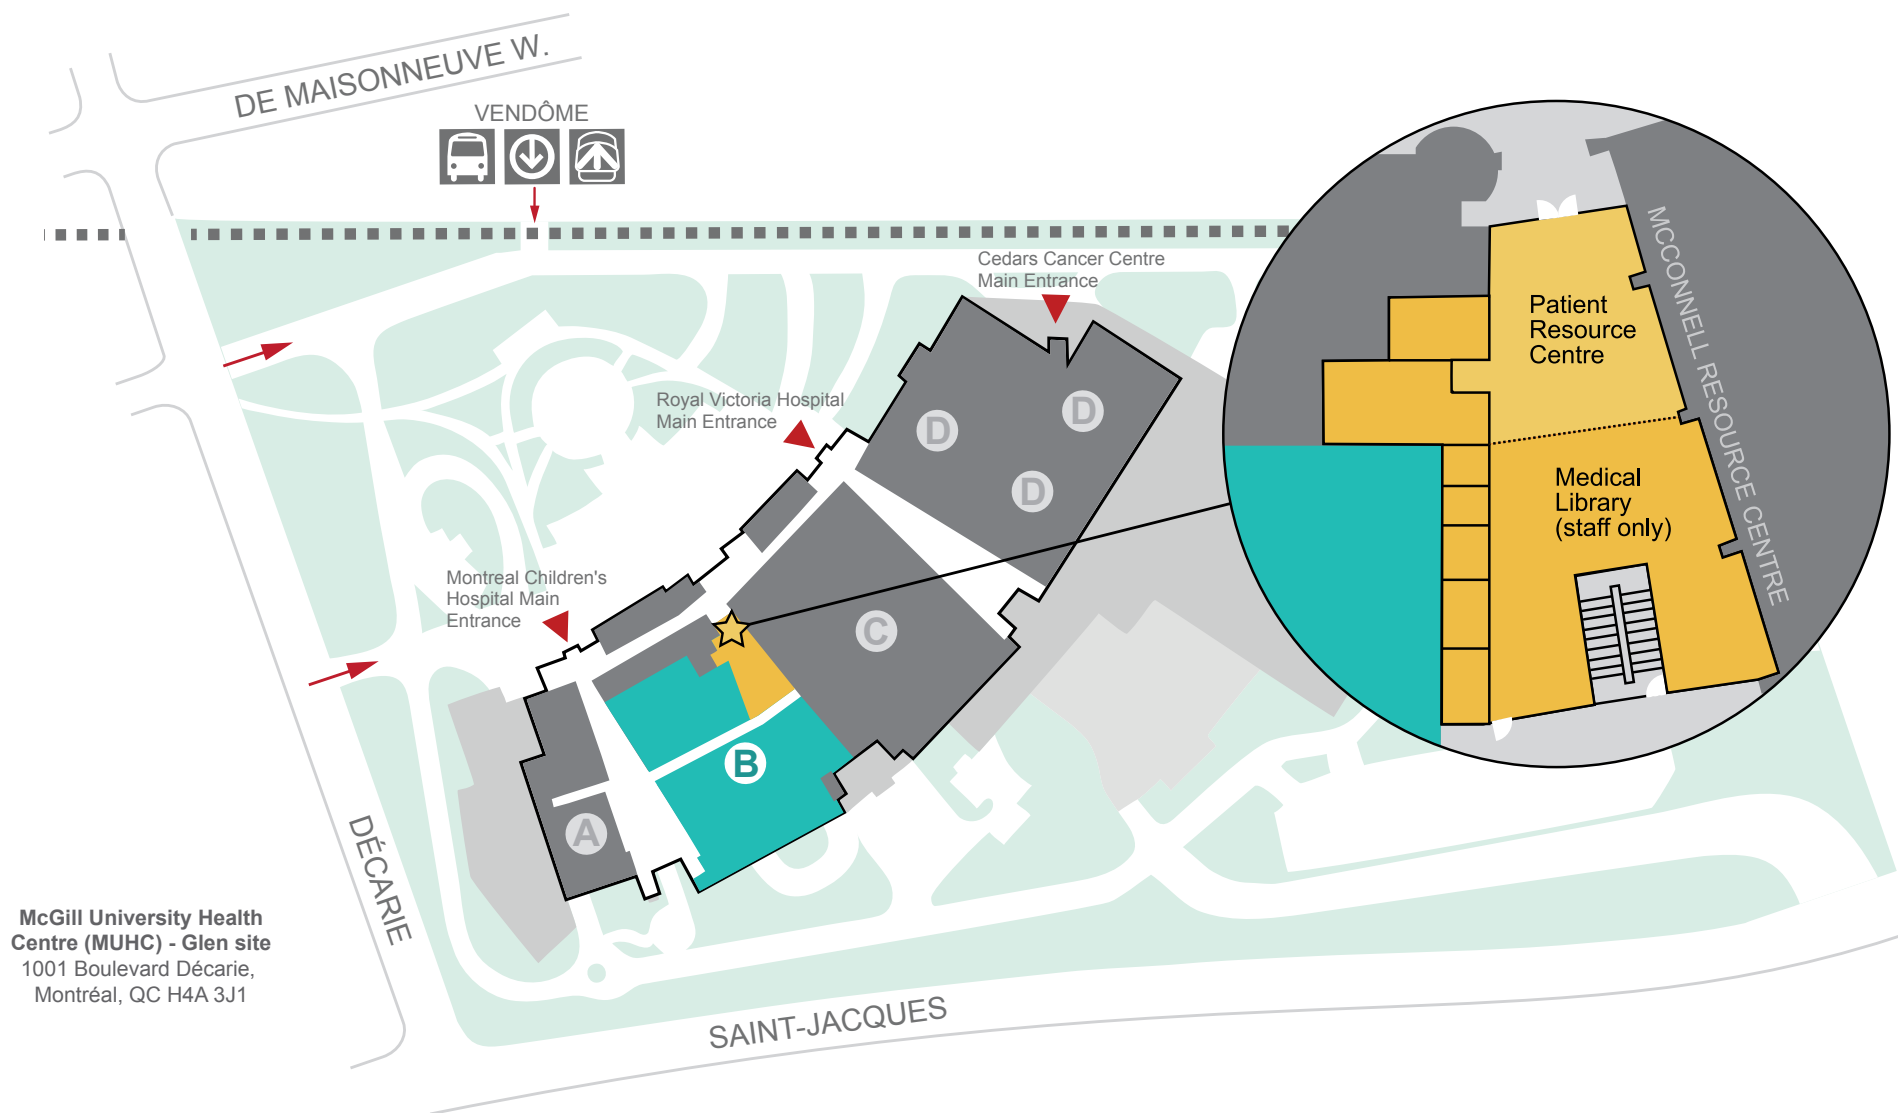 DE MAISONNEUVE W.
VENDÔME
Cedars Cancer Centre
Main Entrance
Royal Victoria Hospital
Main Entrance
Montreal Children's
Hospital Main
Entrance
D
D
D
C
B
A
Patient
Resource
Centre
Medical
Library
(staff only)
MCCONNELL RESOURCE CENTRE
DÉCARIE
SAINT-JACQUES
McGill University Health
Centre (MUHC) - Glen site
1001 Boulevard Décarie,
Montréal, QC H4A 3J1